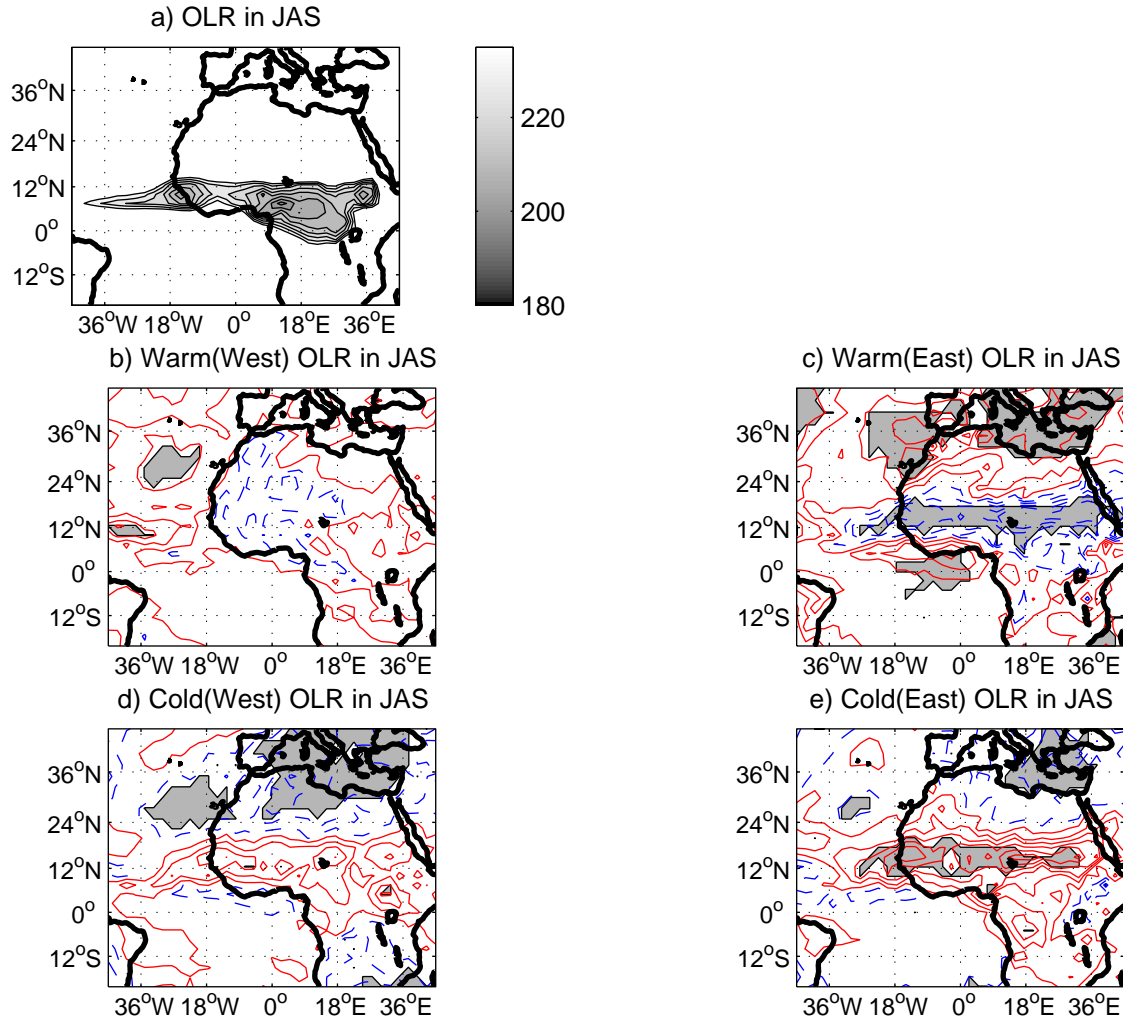 a) OLR in JAS
36°N
24°N
12°N
0°
12°S
36°W 18°W 0° 18°E 36°E
220
200
180
b) Warm(West) OLR in JAS
36°N
24°N
12°N
0°
12°S
36°W 18°W 0° 18°E 36°E
c) Warm(East) OLR in JAS
36°N
24°N
12°N
0°
12°S
36°W 18°W 0° 18°E 36°E
d) Cold(West) OLR in JAS
36°N
24°N
12°N
0°
12°S
36°W 18°W 0° 18°E 36°E
e) Cold(East) OLR in JAS
36°N
24°N
12°N
0°
12°S
36°W 18°W 0° 18°E 36°E